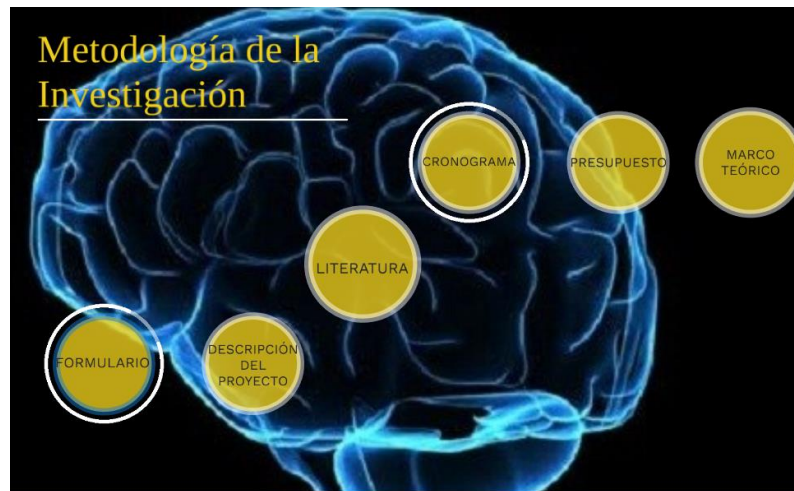 Metodología de la
Investigación
CRONOGRAMA
PRESUPUESTO
MARCO
TEÓRICO
LITERATURA
FORMULARIO
DESCRIPCIÓN
DEL
PROYECTO